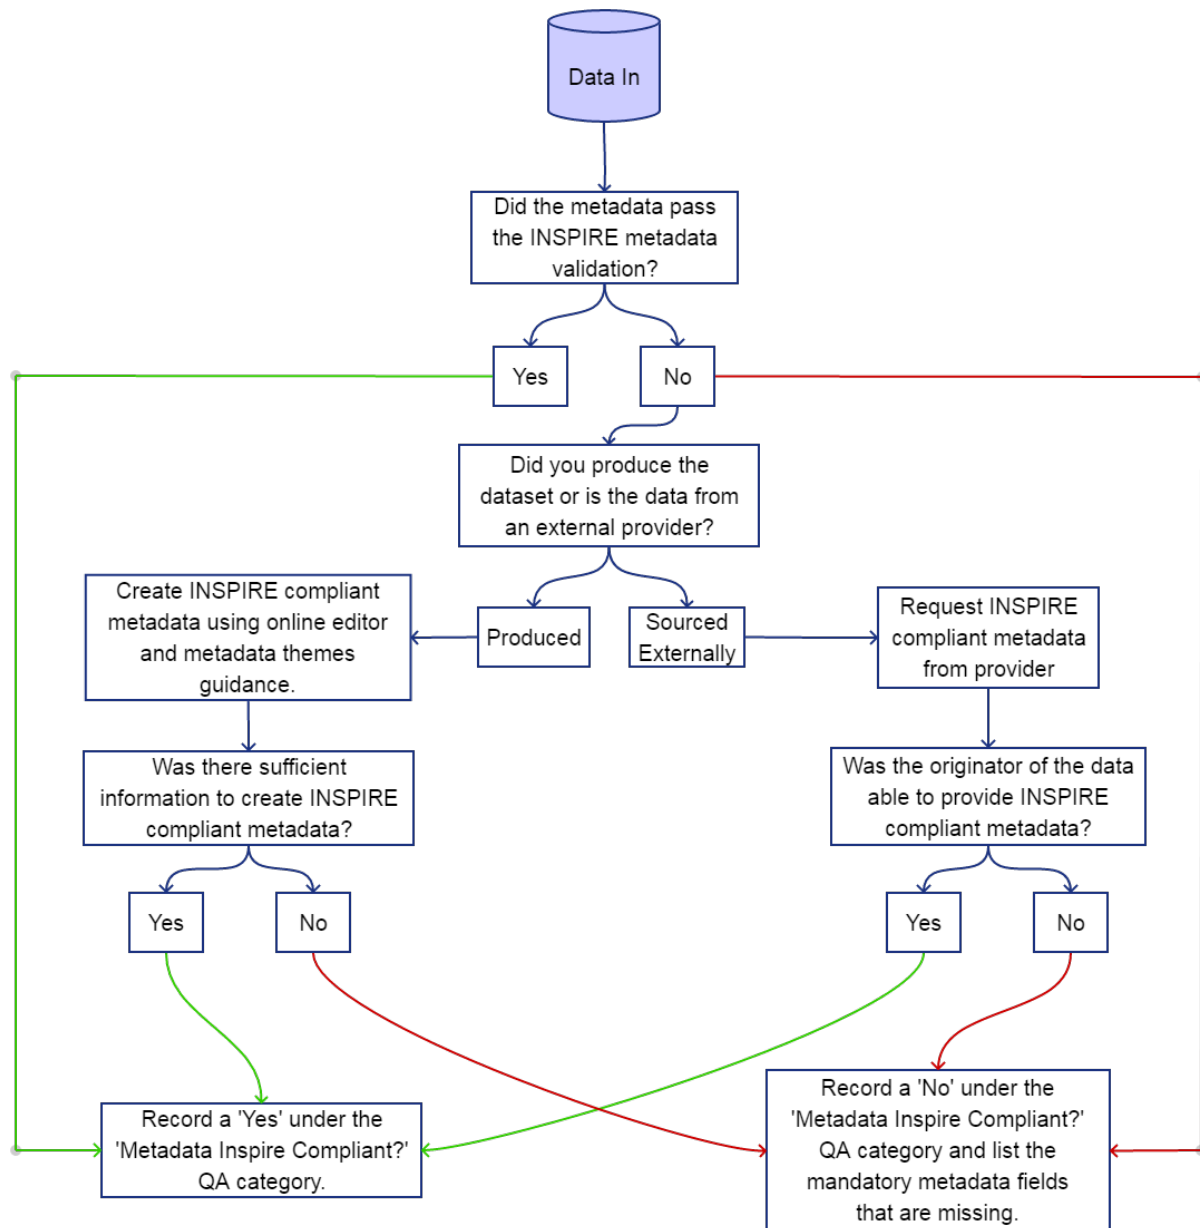 Data In
Did the metadata pass
the INSPIRE metadata
validation?
Yes
No
Did you produce the
dataset or is the data from
an external provider?
Create INSPIRE compliant
metadata using online editor
and metadata themes
guidance.
Produced
Sourced
Externally
Request INSPIRE
compliant metadata
from provider
Was there sufficient
information to create INSPIRE
compliant metadata?
Was the originator of the data
able to provide INSPIRE
compliant metadata?
Yes
No
Yes
No
Record a 'Yes' under the
'Metadata Inspire Compliant?'
QA category.
Record a 'No' under the
'Metadata Inspire Compliant?'
QA category and list the
mandatory metadata fields
that are missing.